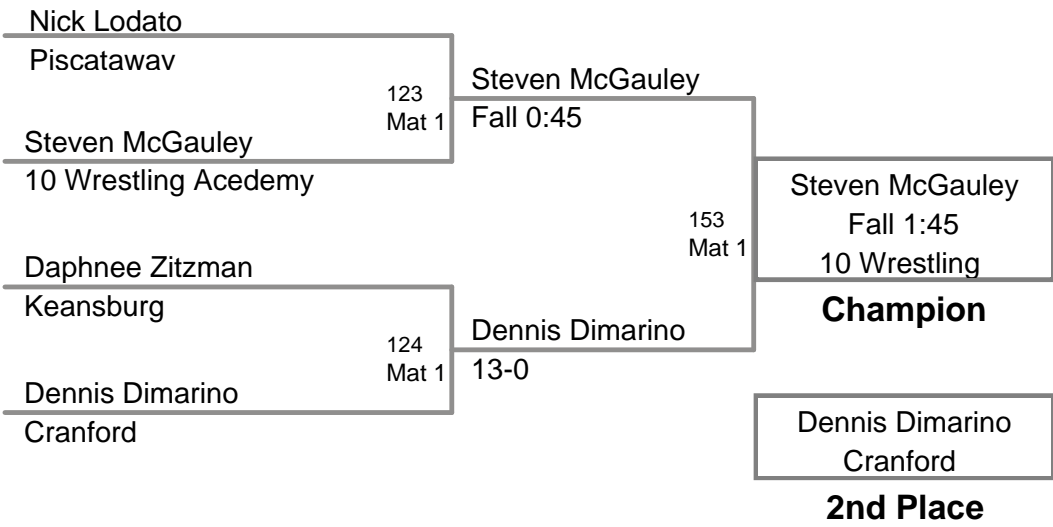 Nick Lodato
Piscatawav
123
Mat 1
Steven McGauley
10 Wrestling Acedemy
Steven McGauley
Fall 0:45
Daphnee Zitzman
Keansburg
124
Mat 1
Dennis Dimarino
Cranford
Dennis Dimarino
13-0
153
Mat 1
Steven McGauley
Fall 1:45
10 Wrestling
Champion
Dennis Dimarino
Cranford
2nd Place